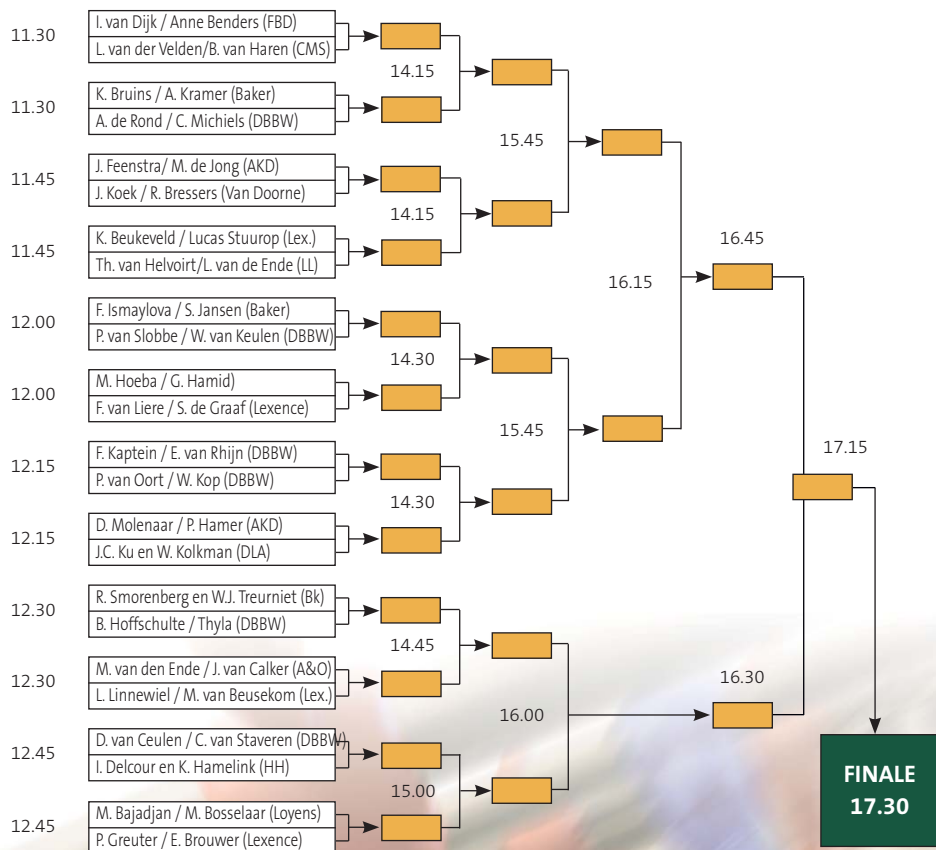 11.30
I. van Dijk / Anne Benders (FBD)
L. van der Velden/B. van Haren (CMS)
14.15
11.30
K. Bruins / A. Kramer (Baker)
A. de Rond / C. Michiels (DBBW)
15.45
11.45
J. Feenstra/ M. de Jong (AKD)
J. Koek / R. Bressers (Van Doorne)
14.15
11.45
K. Beukeveld / Lucas Stuurop (Lex.)
Th. van Helvoirt/L. van de Ende (LL)
16.45
16.15
12.00
F. Ismaylova / S. Jansen (Baker)
P. van Slobbe / W. van Keulen (DBBW)
14.30
12.00
M. Hoeba / G. Hamid)
F. van Liere / S. de Graaf (Lexence)
15.45
17.15
12.15
F. Kaptein / E. van Rhijn (DBBW)
P. van Oort / W. Kop (DBBW)
14.30
12.15
D. Molenaar / P. Hamer (AKD)
J.C. Ku en W. Kolkman (DLA)
12.30
R. Smorenberg en W.J. Treurniet (Bk)
B. Hoffschulte / Thyla (DBBW)
14.45
12.30
M. van den Ende / J. van Calker (A&O)
L. Linnewiel / M. van Beusekom (Lex.)
16.30
16.00
12.45
D. van Ceulen / C. van Staveren (DBBW)
I. Delcour en K. Hamelink (HH)
15.00
12.45
M. Bajadjan / M. Bosselaar (Loyens)
P. Greuter / E. Brouwer (Lexence)
FINALE
17.30